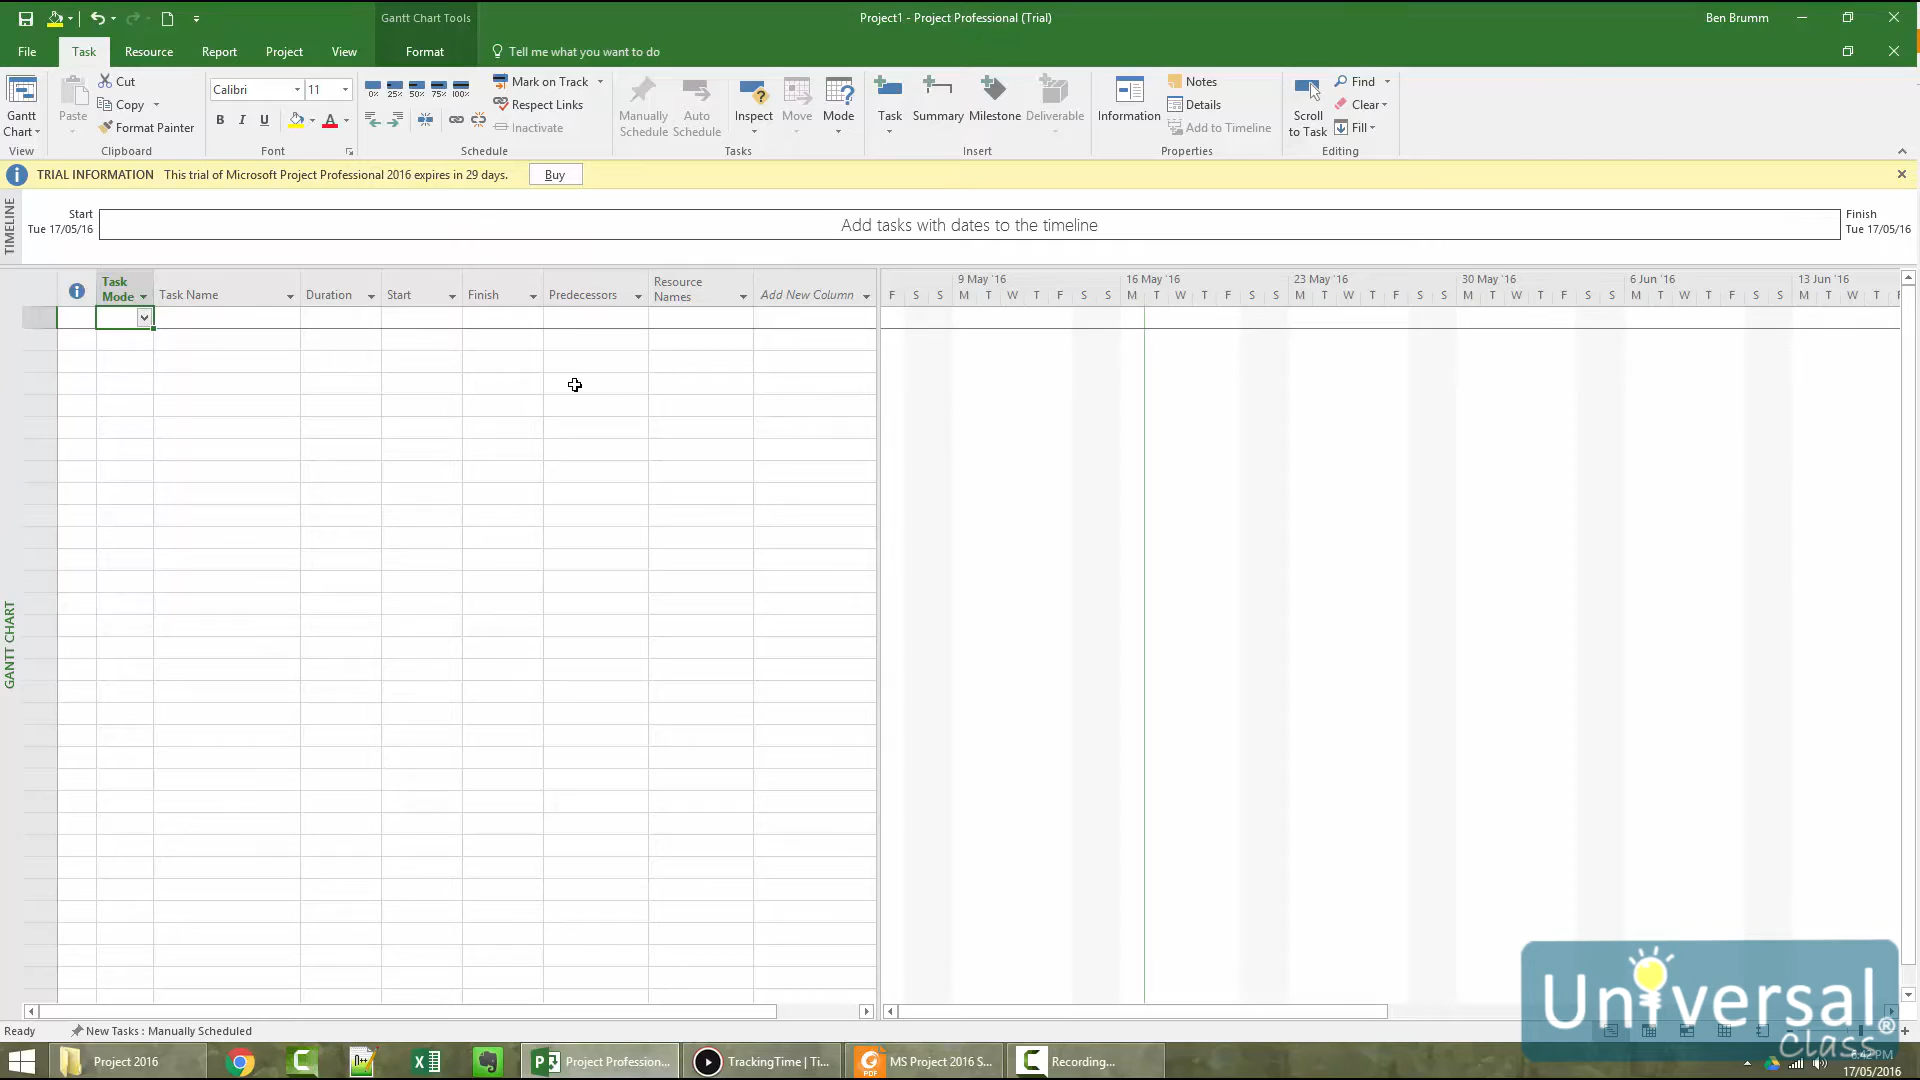 Gantt Chart Tools
Project1 - Project Professional (Trial)
Ben Brumm
File Task Resource Report Project View Format Tell me what you want to do
Gantt Chart
View
Paste
Cut
Copy
Format Painter
Clipboard
Calibri 11
B I U A
Font
0% 25% 50% 75% 100%
Mark on Track
Respect Links
Inactivate
Schedule
Manually Schedule
Auto Schedule
Inspect
Move
Mode
Tasks
Task
Summary
Milestone
Deliverable
Insert
Information
Notes
Details
Add to Timeline
Properties
Scroll to Task
Find
Clear
Fill
Editing
TRIAL INFORMATION This trial of Microsoft Project Professional 2016 expires in 29 days. Buy
TIMELINE
Start
Tue 17/05/16
Add tasks with dates to the timeline
Finish
Tue 17/05/16
Task Mode
Task Name
Duration
Start
Finish
Predecessors
Resource Names
Add New Column
9 May '16 16 May '16 23 May '16 30 May '16 6 Jun '16 13 Jun '16
F S S M T W T F S S M T W T F S S M T W T F S S M T W T F S S M T W T F S S M T W T F
GANTT CHART
Ready New Tasks : Manually Scheduled
Project 2016
Project Profession...
TrackingTime | Ti...
MS Project 2016 S...
Recording...
Universal Class ®
6:42 PM
17/05/2016